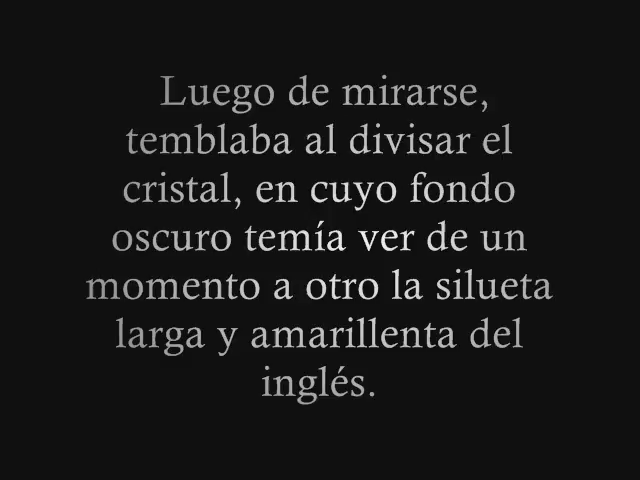 Luego de mirarse,
temblaba al divisar el
cristal, en cuyo fondo
oscuro temía ver de un
momento a otro la silueta
larga y amarillenta del
inglés.